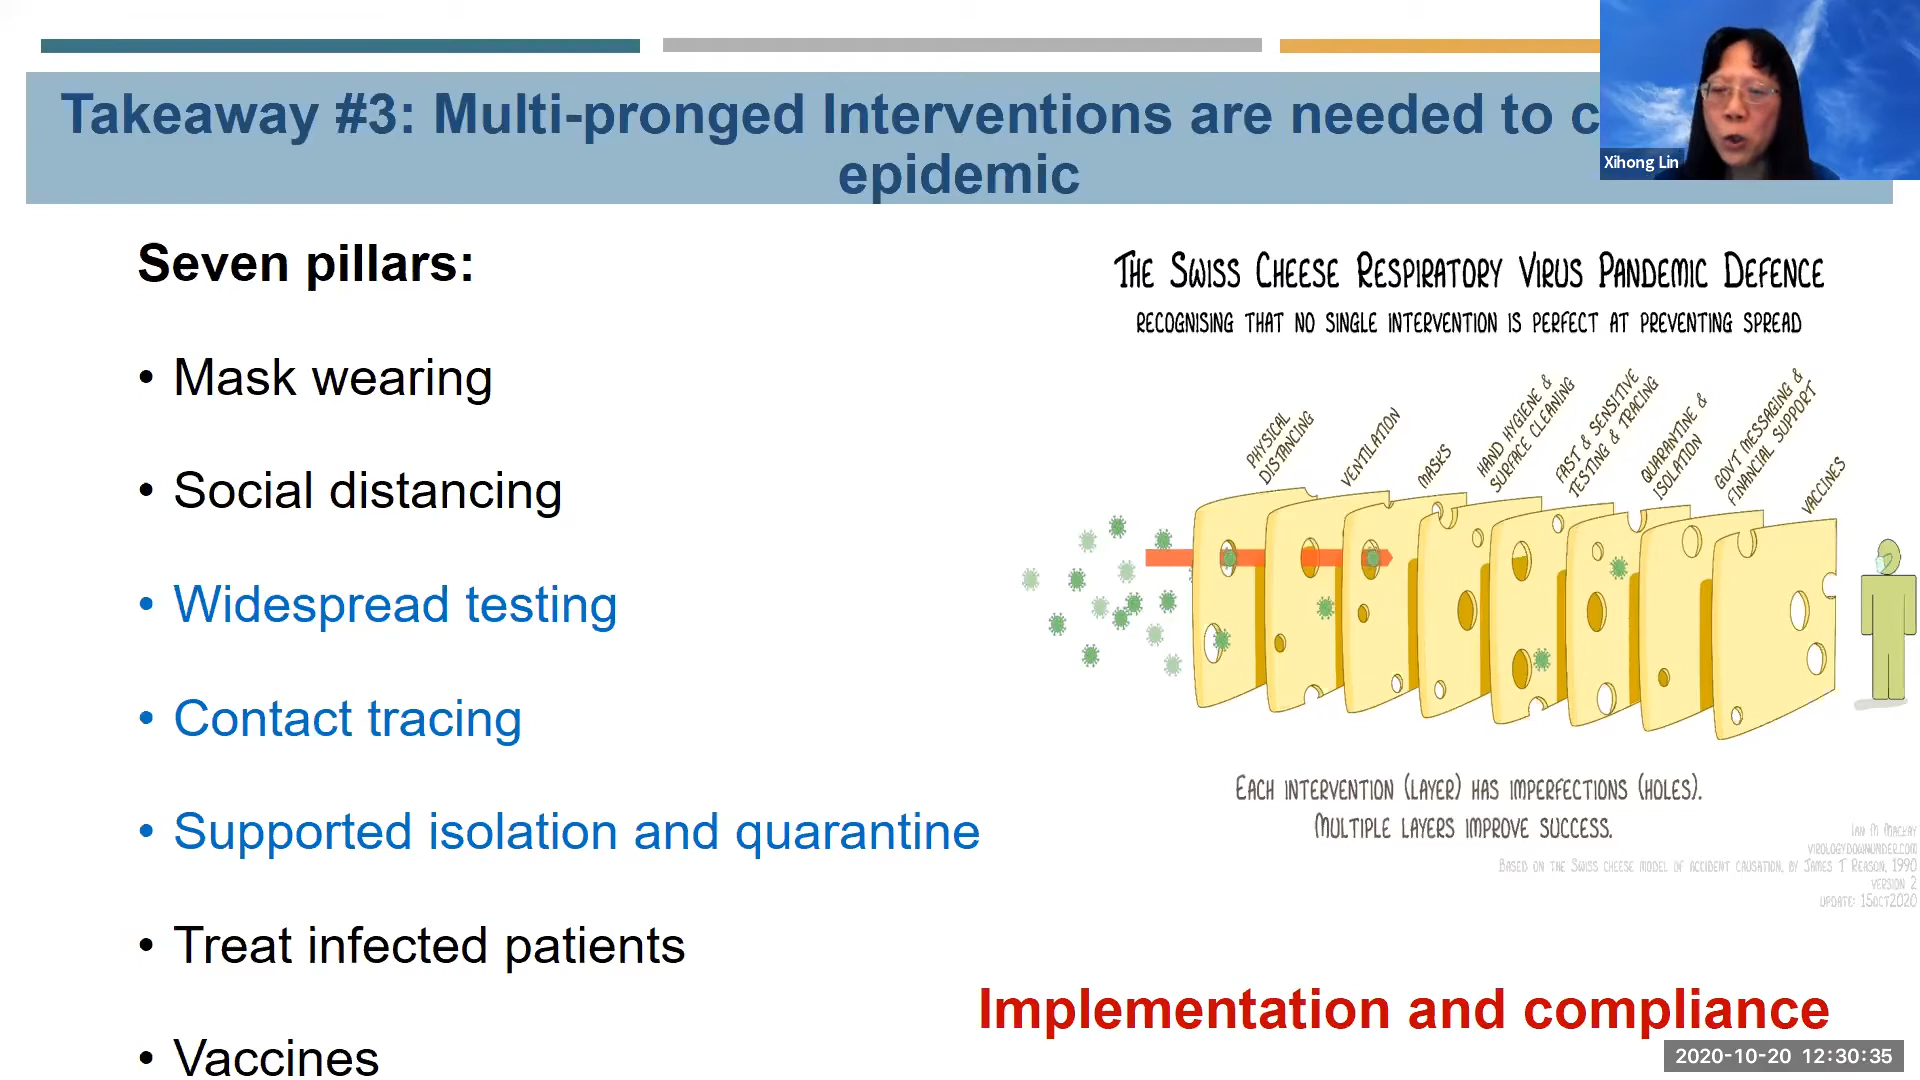 Takeaway #3: Multi-pronged Interventions are needed to c
epidemic
Xihong Lin
Seven pillars:
• Mask wearing
• Social distancing
• Widespread testing
• Contact tracing
• Supported isolation and quarantine
• Treat infected patients
• Vaccines
THE SWISS CHEESE RESPIRATORY VIRUS PANDEMIC DEFENCE
RECOGNISING THAT NO SINGLE INTERVENTION IS PERFECT AT PREVENTING SPREAD
PHYSICAL
DISTANCING
VENTILATION
MASKS
HAND HYGIENE &
SURFACE CLEANING
FAST & SENSITIVE
TESTING & TRACING
QUARANTINE &
ISOLATION
GOVT MESSAGING &
FINANCIAL SUPPORT
VACCINES
EACH INTERVENTION (LAYER) HAS IMPERFECTIONS (HOLES).
MULTIPLE LAYERS IMPROVE SUCCESS.
IAN M MACKAY
VIROLOGYDOWNUNDER.COM
BASED ON THE SWISS CHEESE MODEL OF ACCIDENT CAUSATION, BY JAMES T REASON, 1990
VERSION 2
UPDATE: 15OCT2020
Implementation and compliance
2020-10-20 12:30:35